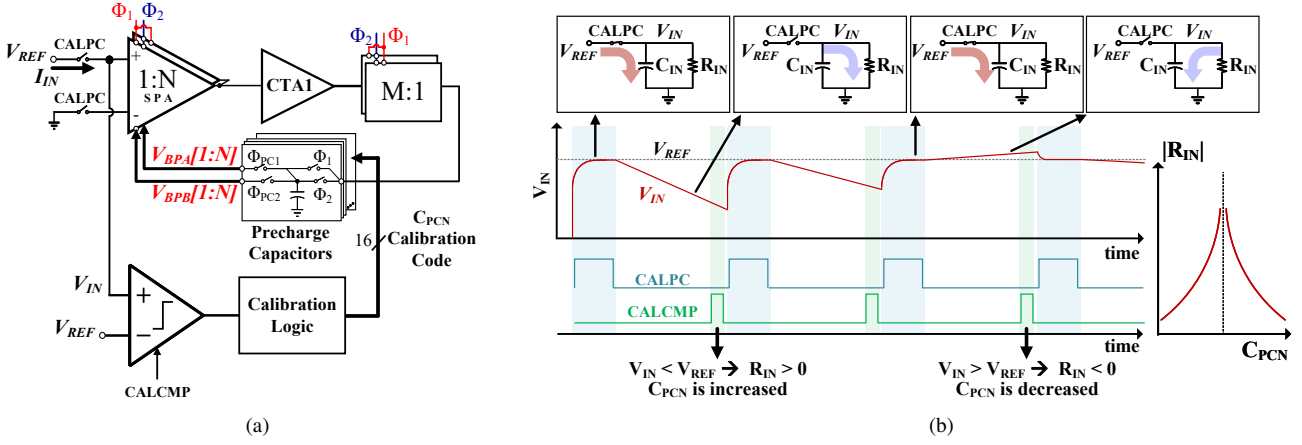 Φ1 Φ2
VREF CALPC
IIN
+
1:N
SPA
-
CALPC
CTA1
Φ2 Φ1
M:1
VBPA[1:N]
VBPB[1:N]
ΦPC1 Φ1
ΦPC2 Φ2
Precharge
Capacitors
16
CPCN
Calibration
Code
VIN
+
VREF
−
Calibration
Logic
CALCMP
(a)
CALPC VIN
VREF
CIN RIN
CALPC VIN
VREF
CIN RIN
CALPC VIN
VREF
CIN RIN
CALPC VIN
VREF
CIN RIN
VIN
VREF
VIN
time
CALPC
CALCMP
time
VIN < VREF → RIN > 0
CPCN is increased
VIN > VREF → RIN < 0
CPCN is decreased
|RIN|
CPCN
(b)